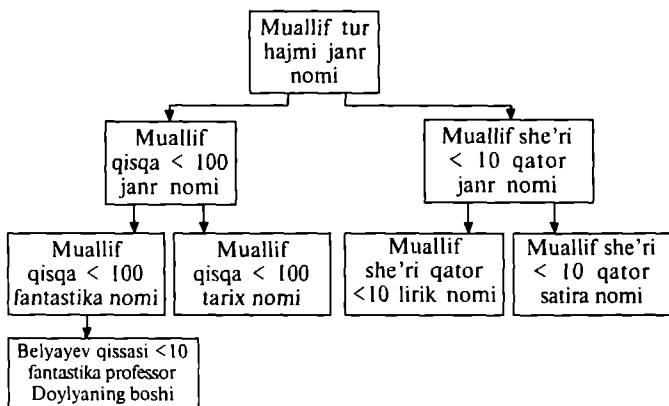 Muallif tur
hajmi janr
nomi
Muallif
qisqa < 100
janr nomi
Muallif she'ri
< 10 qator
janr nomi
Muallif
qisqa < 100
fantastika nomi
Muallif
qisqa < 100
tarix nomi
Muallif
she'ri qator
<10 lirik nomi
Muallif she'ri
< 10 qator
satira nomi
Belyayev qissasi <10
fantastika professor
Doylyaning boshi